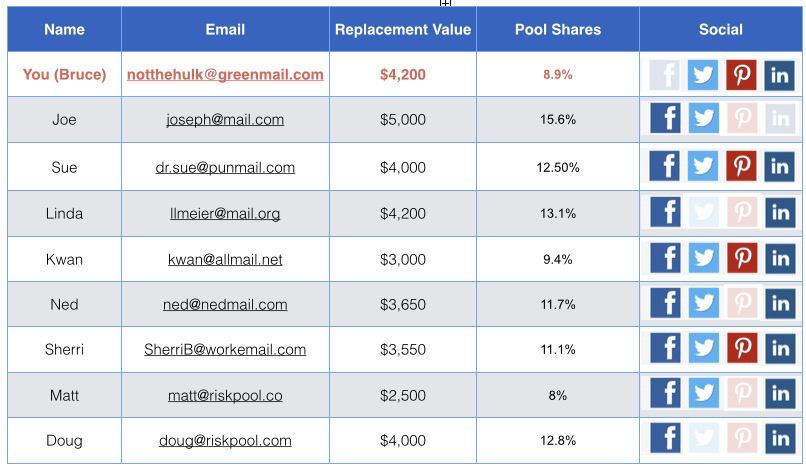 Name Email Replacement Value Pool Shares Social
You (Bruce) notthehulk@greenmail.com $4,200 8.9% f in
Joe joseph@mail.com $5,000 15.6% f in
Sue dr.sue@punmail.com $4,000 12.50% f in
Linda llmeier@mail.org $4,200 13.1% f in
Kwan kwan@allmail.net $3,000 9.4% f in
Ned ned@nedmail.com $3,650 11.7% f in
Sherri SherriB@workemail.com $3,550 11.1% f in
Matt matt@riskpool.co $2,500 8% f in
Doug doug@riskpool.com $4,000 12.8% f in